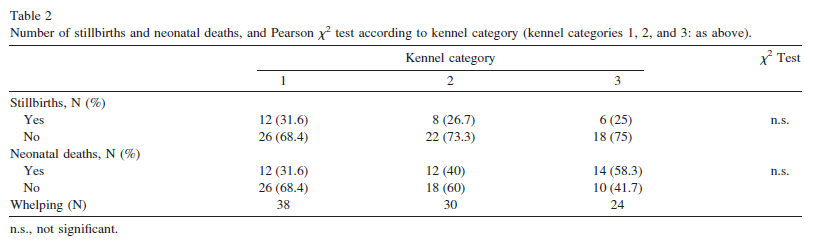 Table 2
Number of stillbirths and neonatal deaths, and Pearson χ² test according to kennel category (kennel categories 1, 2, and 3: as above).
Kennel category χ² Test
1 2 3
Stillbirths, N (%)
Yes 12 (31.6) 8 (26.7) 6 (25) n.s.
No 26 (68.4) 22 (73.3) 18 (75)
Neonatal deaths, N (%)
Yes 12 (31.6) 12 (40) 14 (58.3) n.s.
No 26 (68.4) 18 (60) 10 (41.7)
Whelping (N) 38 30 24
n.s., not significant.